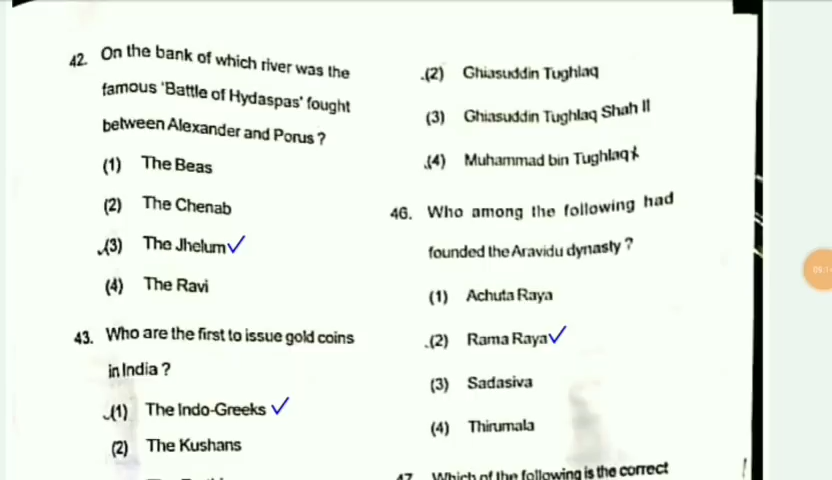 42. On the bank of which river was the
famous 'Battle of Hydaspas' fought
between Alexander and Porus ?
(1) The Beas
(2) The Chenab
(3) The Jhelum
(4) The Ravi
43. Who are the first to issue gold coins
in India ?
(1) The Indo-Greeks
(2) The Kushans
(2) Ghiasuddin Tughlaq
(3) Ghiasuddin Tughlaq Shah II
(4) Muhammad bin Tughlaq
46. Who among the following had
founded the Aravidu dynasty ?
(1) Achuta Raya
(2) Rama Raya
(3) Sadasiva
(4) Thirumala
47 Which of the following is the correct